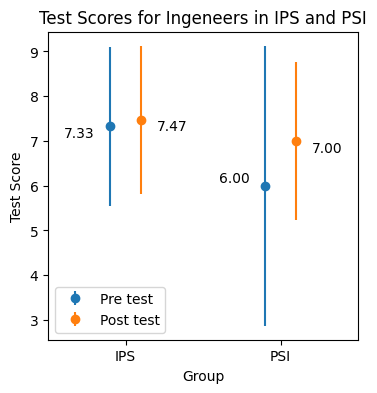 Test Scores for Ingeneers in IPS and PSI
Test Score
9
8
7
6
5
4
3
7.33
7.47
6.00
7.00
Pre test
Post test
IPS
PSI
Group